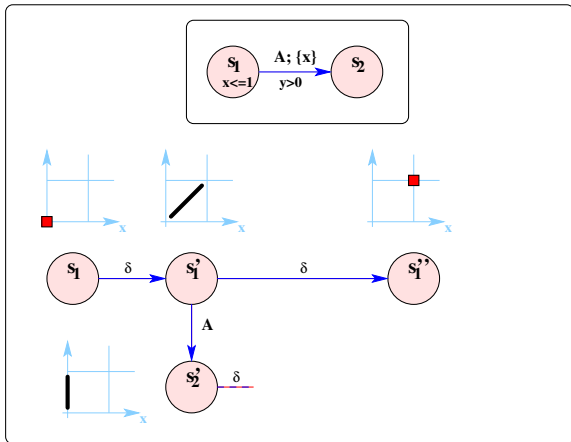 s1 A; {x} s2
x<=1 y>0
x x x
s1 δ s1' δ s1''
A
x s2' δ